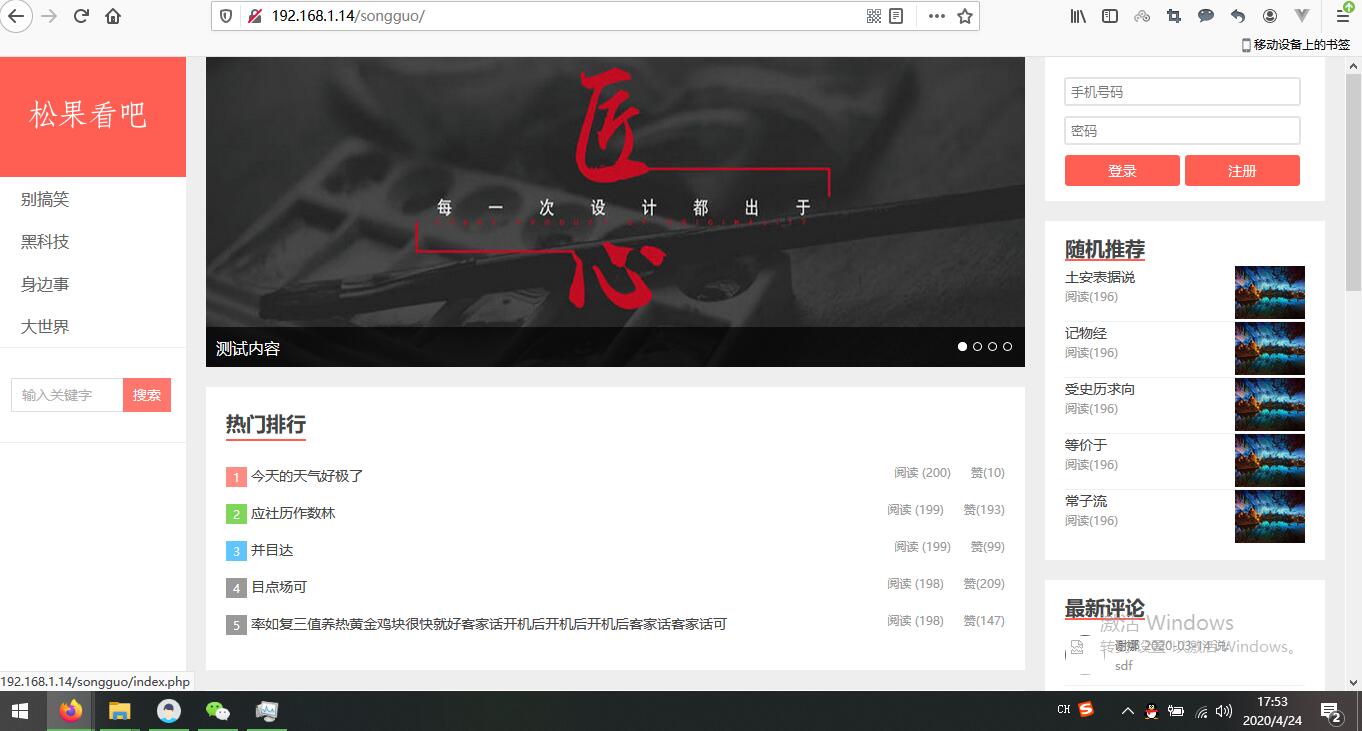 192.168.1.14/songguo/
移动设备上的书签
松果看吧
别搞笑
黑科技
身边事
大世界
输入关键字
搜索
匠
每一次设计都出于
心
测试内容
热门排行
1 今天的天气好极了 阅读 (200) 赞(10)
2 应社历作数林 阅读 (199) 赞(193)
3 并目达 阅读 (199) 赞(99)
4 目点场可 阅读 (198) 赞(209)
5 率如复三值养热黄金鸡块很快就好客家话开机后开机后开机后客家话客家话可 阅读 (198) 赞(147)
手机号码
密码
登录 注册
随机推荐
土安表据说
阅读(196)
记物经
阅读(196)
受史历求向
阅读(196)
等价于
阅读(196)
常子流
阅读(196)
最新评论
激活 Windows
谢娜 2020-03-14 说:
sdf
192.168.1.14/songguo/index.php
CH
17:53
2020/4/24
2